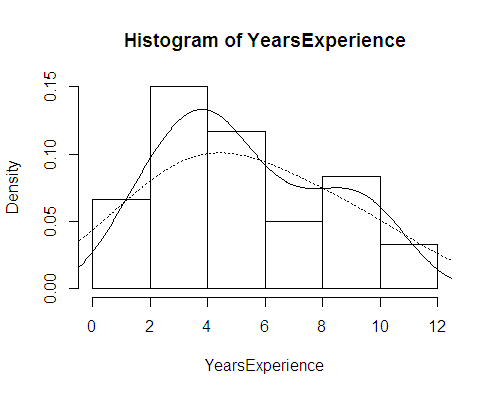 Histogram of YearsExperience
Density
0.15
0.10
0.05
0.00
0 2 4 6 8 10 12
YearsExperience